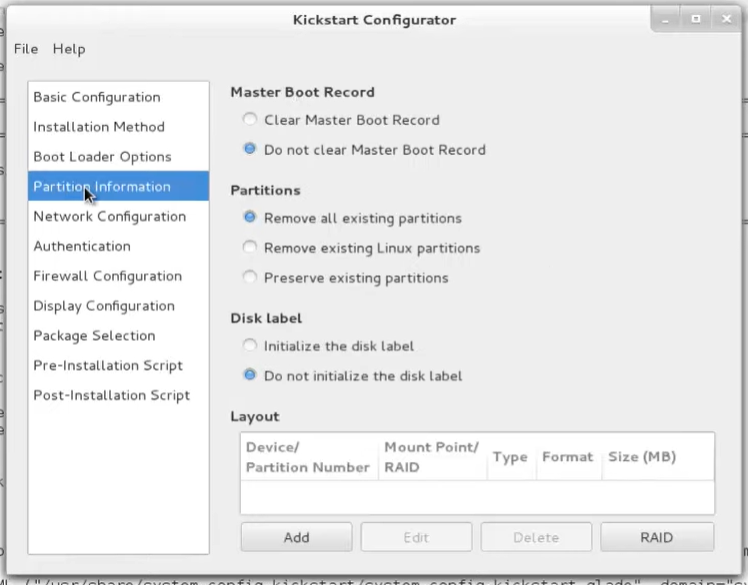 Kickstart Configurator
File Help
Basic Configuration
Installation Method
Boot Loader Options
Partition Information
Network Configuration
Authentication
Firewall Configuration
Display Configuration
Package Selection
Pre-Installation Script
Post-Installation Script
Master Boot Record
Clear Master Boot Record
Do not clear Master Boot Record
Partitions
Remove all existing partitions
Remove existing Linux partitions
Preserve existing partitions
Disk label
Initialize the disk label
Do not initialize the disk label
Layout
Device/
Partition Number
Mount Point/
RAID
Type
Format
Size (MB)
Add
Edit
Delete
RAID
("/usr/share/system-config-kickstart/system-config-kickstart.glade", domain="sy